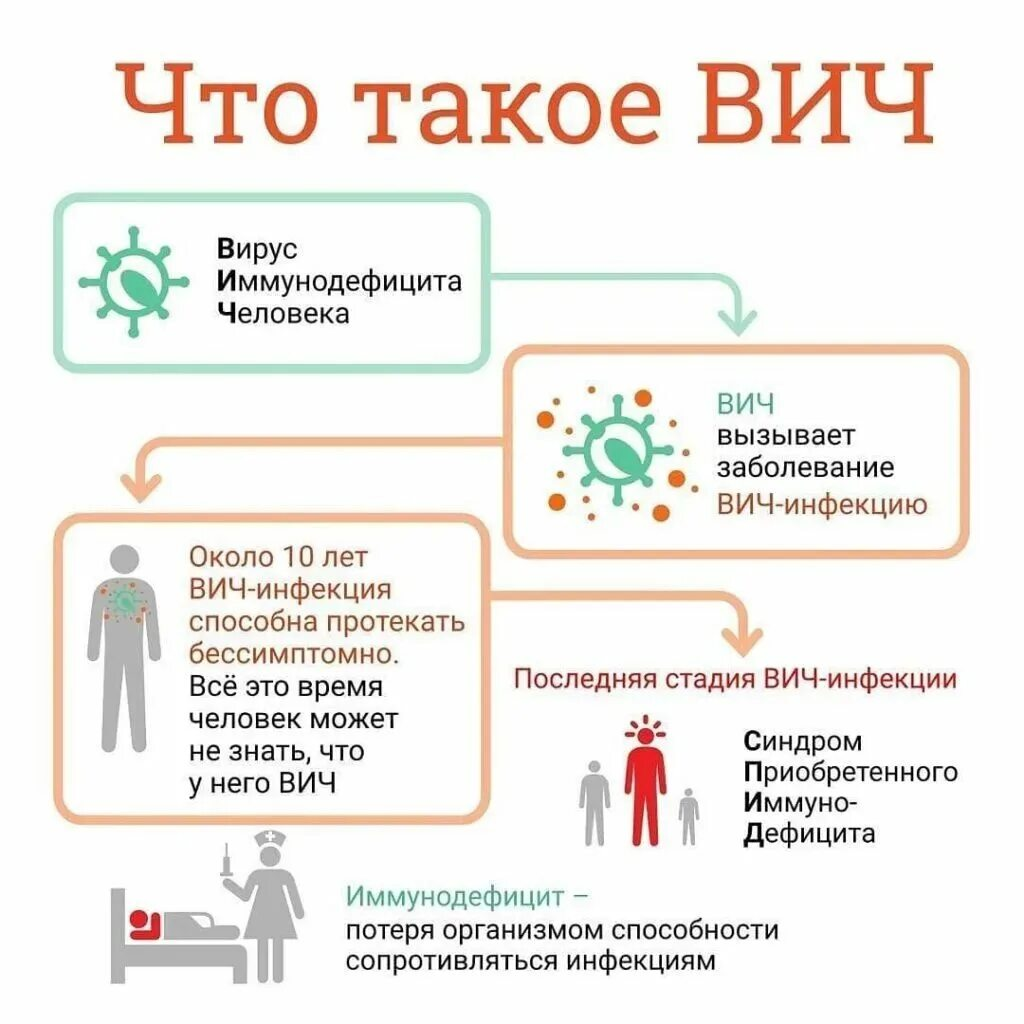 Что такое ВИЧ
Вирус
Иммунодефицита
Человека
ВИЧ
вызывает
заболевание
ВИЧ-инфекцию
Около 10 лет
ВИЧ-инфекция
способна протекать
бессимптомно.
Всё это время
человек может
не знать, что
у него ВИЧ
Последняя стадия ВИЧ-инфекции
Синдром
Приобретенного
Иммуно-
Дефицита
Иммунодефицит –
потеря организмом способности
сопротивляться инфекциям